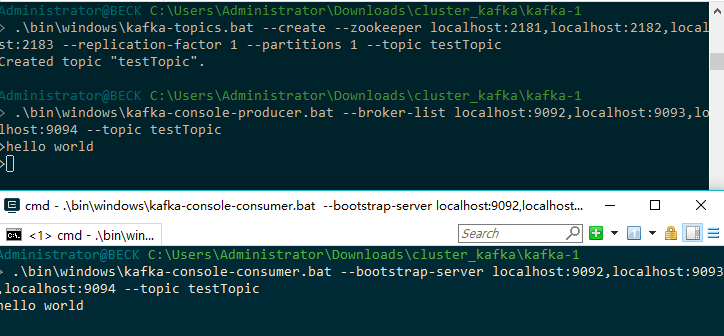 Administrator@BECK C:\Users\Administrator\Downloads\cluster_kafka\kafka-1
> .\bin\windows\kafka-topics.bat --create --zookeeper localhost:2181,localhost:2182,local
st:2183 --replication-factor 1 --partitions 1 --topic testTopic
Created topic "testTopic".
Administrator@BECK C:\Users\Administrator\Downloads\cluster_kafka\kafka-1
> .\bin\windows\kafka-console-producer.bat --broker-list localhost:9092,localhost:9093,lo
lhost:9094 --topic testTopic
>hello world
>
cmd - .\bin\windows\kafka-console-consumer.bat --bootstrap-server localhost:9092,localhost...
<1> cmd - .\bin\win...
Search
Administrator@BECK C:\Users\Administrator\Downloads\cluster_kafka\kafka-1
> .\bin\windows\kafka-console-consumer.bat --bootstrap-server localhost:9092,localhost:9093
,localhost:9094 --topic testTopic
hello world